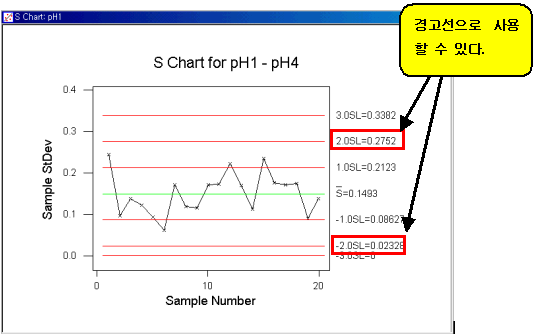 S Chart: pH1
경고선으로 사용
할 수 있다.
S Chart for pH1 - pH4
0.4
0.3
0.2
0.1
0.0
Sample StDev
3.0SL=0.3382
2.0SL=0.2752
1.0SL=0.2123
S̅=0.1493
-1.0SL=0.08627
-2.0SL=0.02328
-3.0SL=0
0
10
20
Sample Number